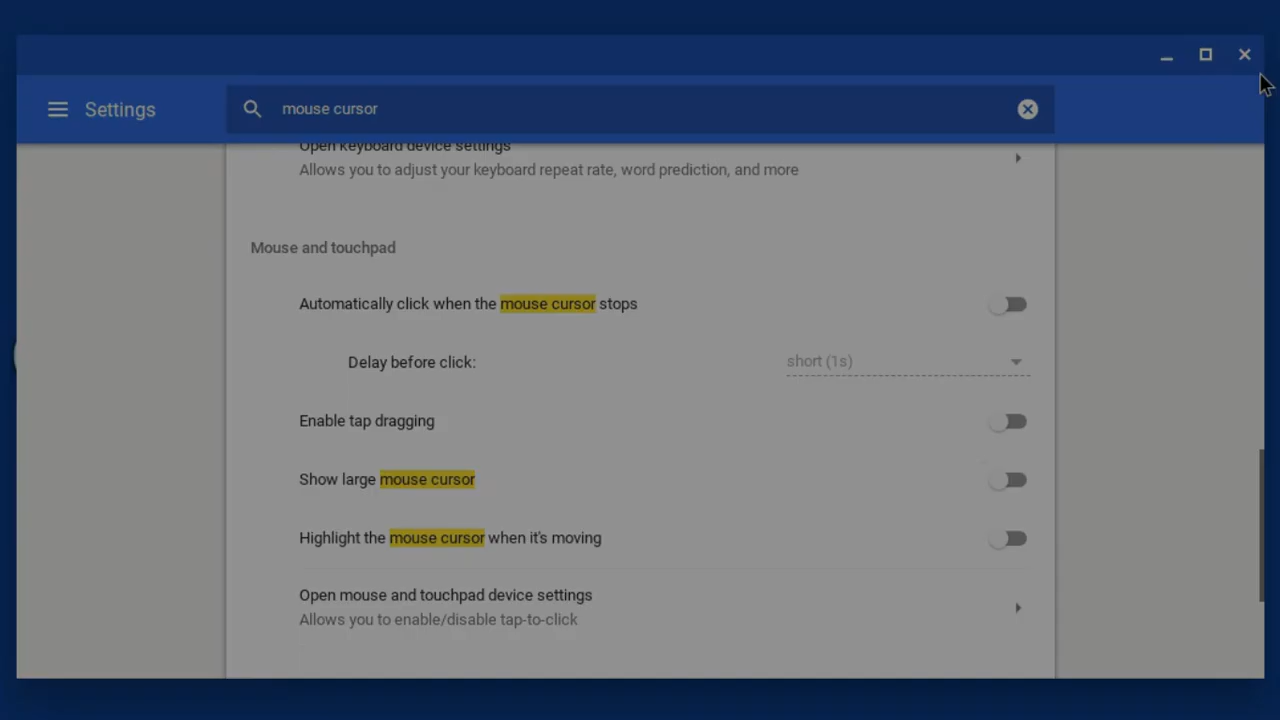 Settings
mouse cursor
Open keyboard device settings
Allows you to adjust your keyboard repeat rate, word prediction, and more
Mouse and touchpad
Automatically click when the mouse cursor stops
Delay before click:
short (1s)
Enable tap dragging
Show large mouse cursor
Highlight the mouse cursor when it's moving
Open mouse and touchpad device settings
Allows you to enable/disable tap-to-click